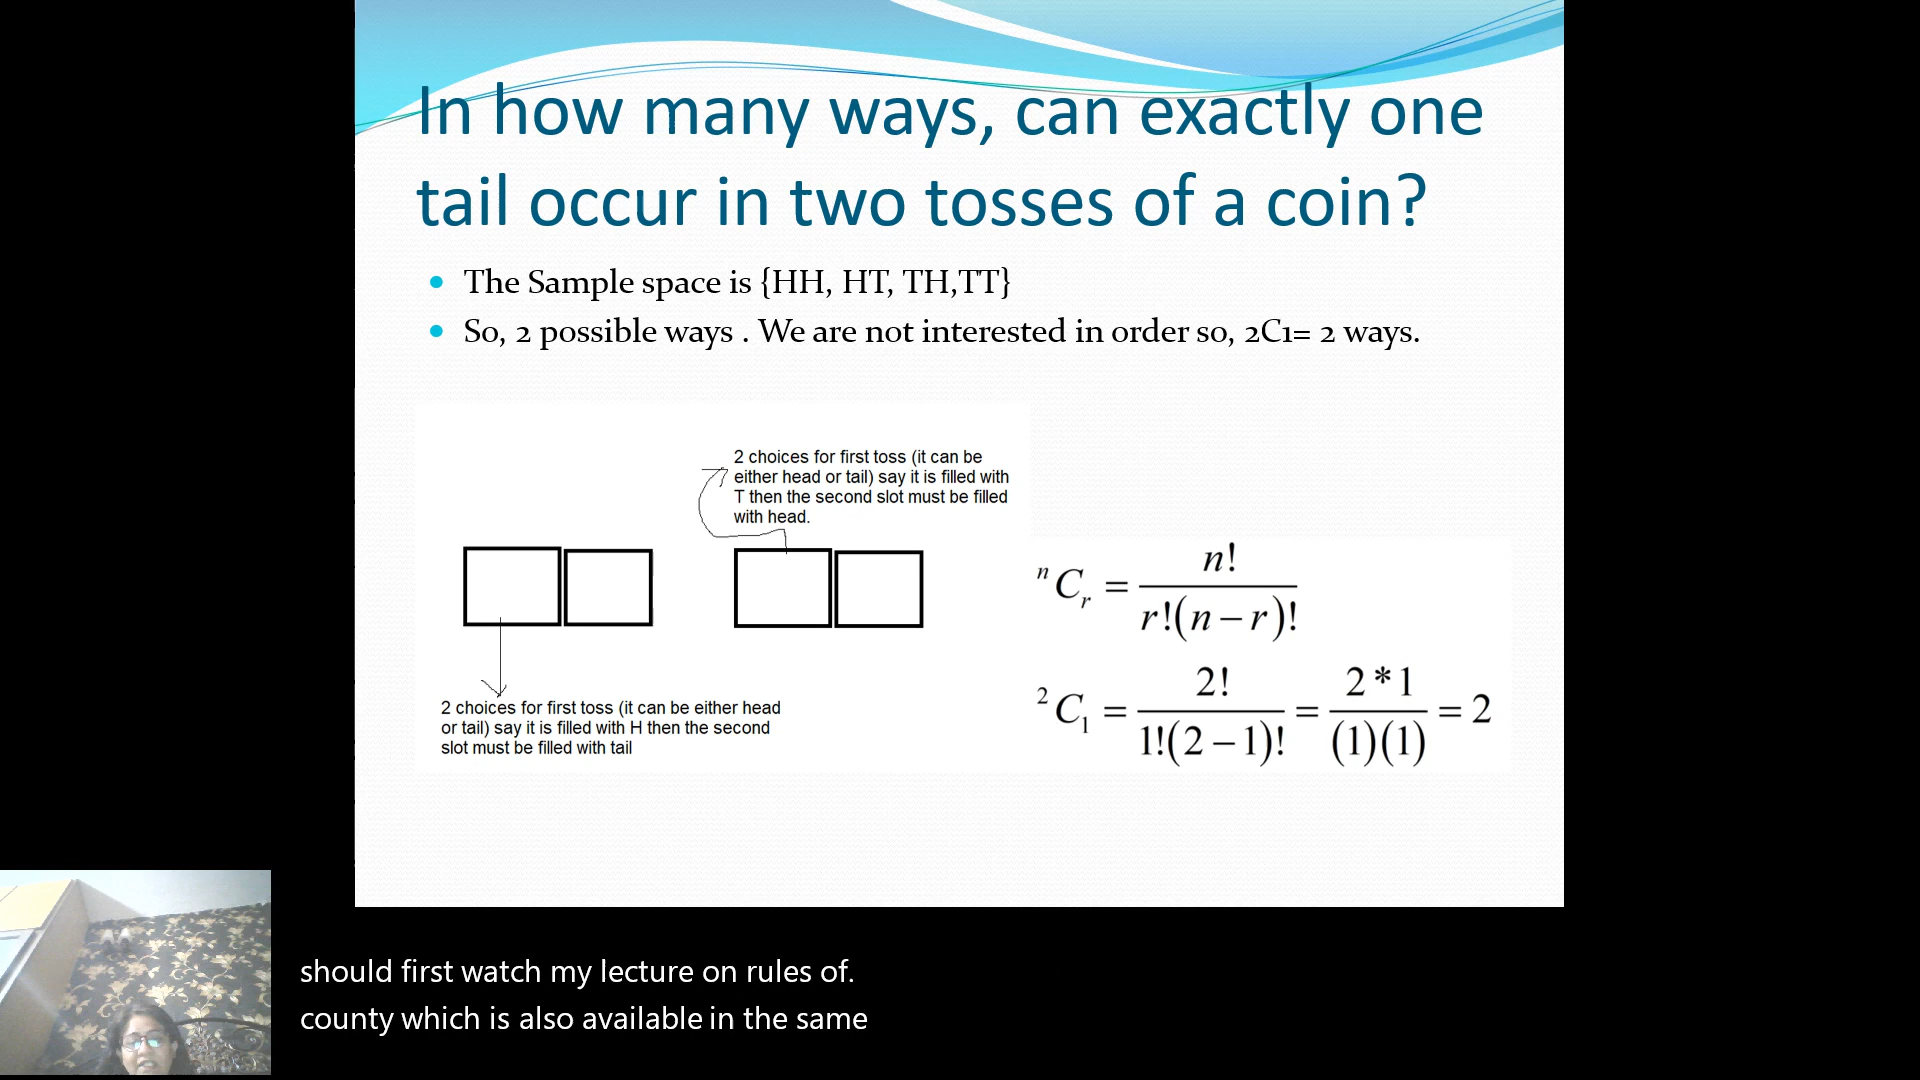 In how many ways, can exactly one
tail occur in two tosses of a coin?
The Sample space is {HH, HT, TH,TT}
So, 2 possible ways . We are not interested in order so, 2C1= 2 ways.
2 choices for first toss (it can be
either head or tail) say it is filled with
T then the second slot must be filled
with head.
2 choices for first toss (it can be either head
or tail) say it is filled with H then the second
slot must be filled with tail
ⁿCᵣ = n! / r!(n – r)!
²C₁ = 2! / 1!(2 – 1)! = 2 * 1 / (1)(1) = 2
should first watch my lecture on rules of.
county which is also available in the same